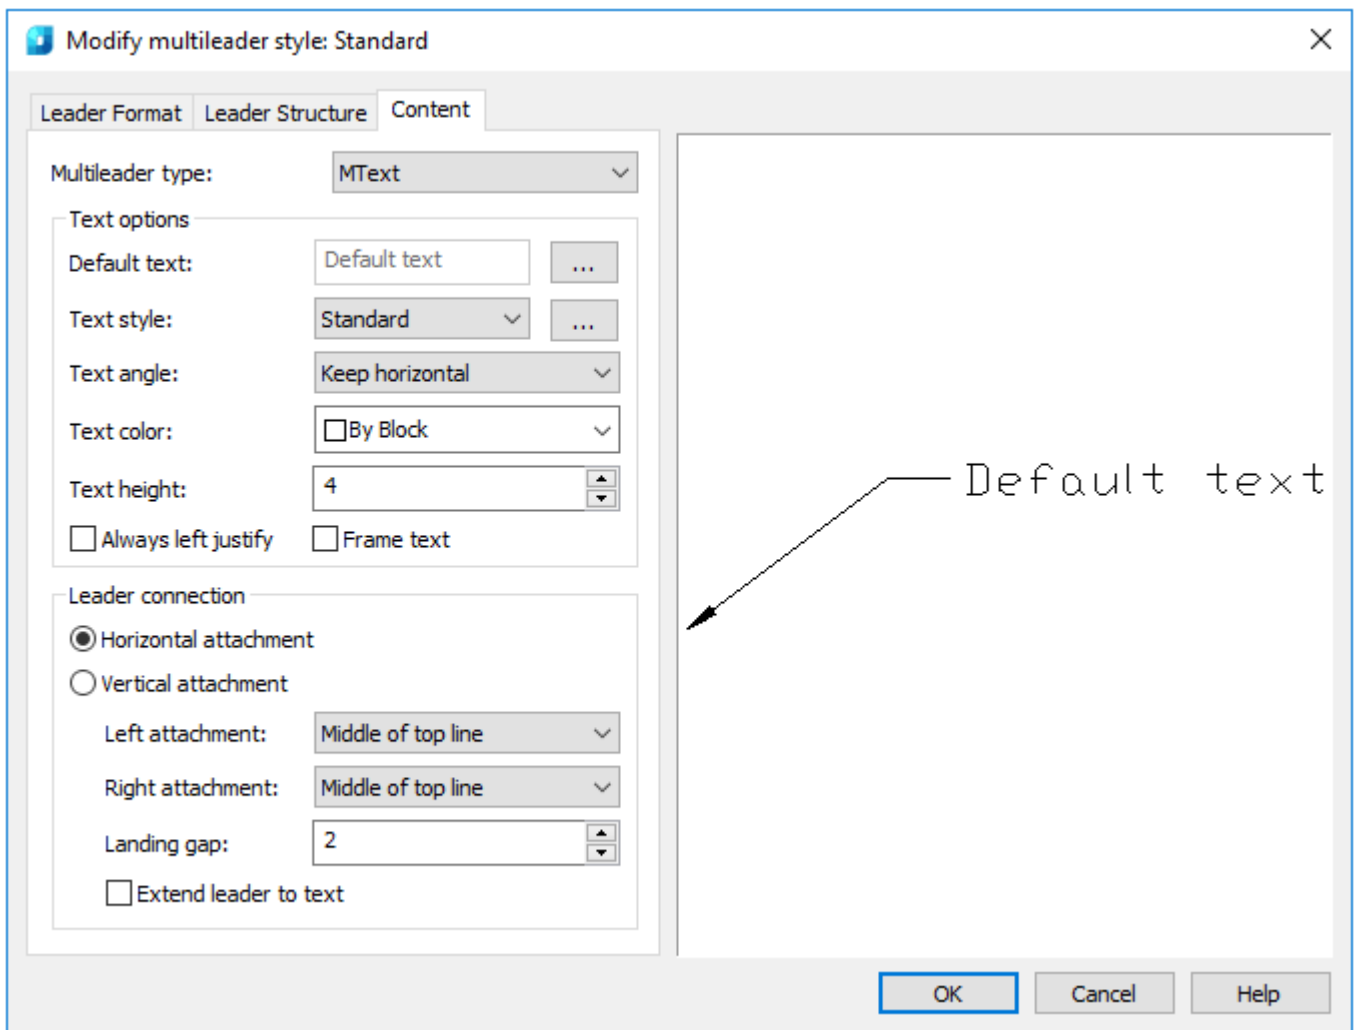 Modify multileader style: Standard
Leader Format Leader Structure Content
Multileader type: MText
Text options
Default text: Default text ...
Text style: Standard ...
Text angle: Keep horizontal
Text color: By Block
Text height: 4
Always left justify Frame text
Leader connection
Horizontal attachment
Vertical attachment
Left attachment: Middle of top line
Right attachment: Middle of top line
Landing gap: 2
Extend leader to text
Default text
OK Cancel Help